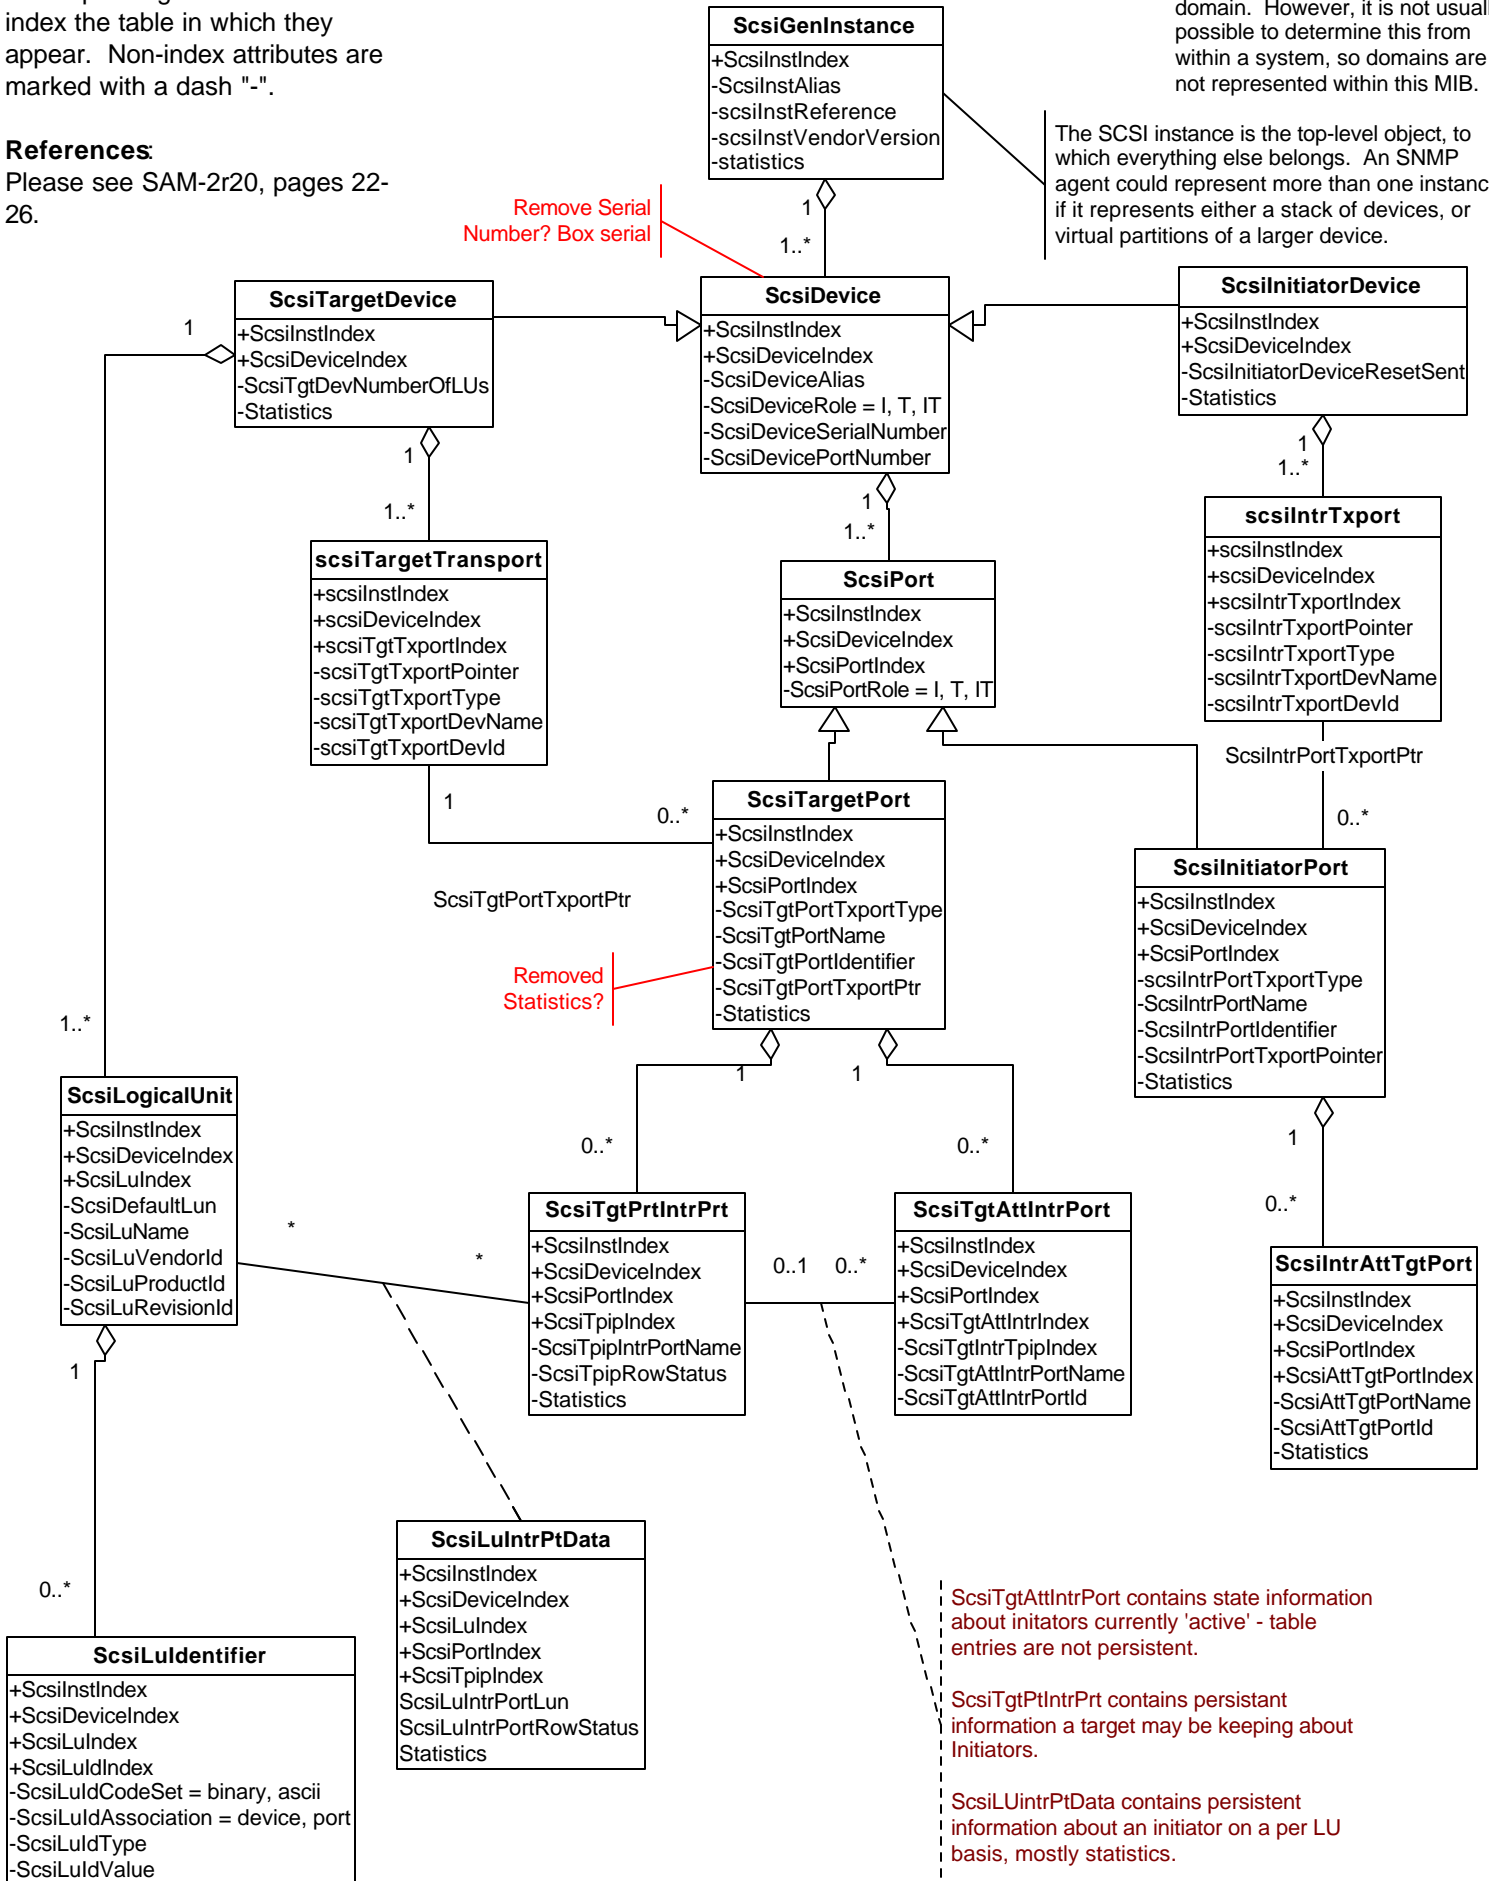 index the table in which they
appear. Non-index attributes are
marked with a dash "-".
References:
Please see SAM-2r20, pages 22-
26.
domain. However, it is not usuall
possible to determine this from
within a system, so domains are
not represented within this MIB.
ScsiGenInstance
+ScsiInstIndex
-ScsiInstAlias
-scsiInstReference
-scsiInstVendorVersion
-statistics
The SCSI instance is the top-level object, to
which everything else belongs. An SNMP
agent could represent more than one instanc
if it represents either a stack of devices, or
virtual partitions of a larger device.
1
1..*
Remove Serial
Number? Box serial
ScsiTargetDevice
+ScsiInstIndex
+ScsiDeviceIndex
-ScsiTgtDevNumberOfLUs
-Statistics
1
1
1..*
ScsiDevice
+ScsiInstIndex
+ScsiDeviceIndex
-ScsiDeviceAlias
-ScsiDeviceRole = I, T, IT
-ScsiDeviceSerialNumber
-ScsiDevicePortNumber
1
1..*
ScsiInitiatorDevice
+ScsiInstIndex
+ScsiDeviceIndex
-ScsiInitiatorDeviceResetSent
-Statistics
1
1..*
scsiTargetTransport
+scsiInstIndex
+scsiDeviceIndex
+scsiTgtTxportIndex
-scsiTgtTxportPointer
-scsiTgtTxportType
-scsiTgtTxportDevName
-scsiTgtTxportDevId
1
0..*
ScsiTgtPortTxportPtr
ScsiPort
+ScsiInstIndex
+ScsiDeviceIndex
+ScsiPortIndex
-ScsiPortRole = I, T, IT
scsiIntrTxport
+scsiInstIndex
+scsiDeviceIndex
+scsiIntrTxportIndex
-scsiIntrTxportPointer
-scsiIntrTxportType
-scsiIntrTxportDevName
-scsiIntrTxportDevId
ScsiIntrPortTxportPtr
0..*
ScsiTargetPort
+ScsiInstIndex
+ScsiDeviceIndex
+ScsiPortIndex
-ScsiTgtPortTxportType
-ScsiTgtPortName
-ScsiTgtPortIdentifier
-ScsiTgtPortTxportPtr
-Statistics
Removed
Statistics?
1
1
0..*
0..*
ScsiInitiatorPort
+ScsiInstIndex
+ScsiDeviceIndex
+ScsiPortIndex
-scsiIntrPortTxportType
-ScsiIntrPortName
-ScsiIntrPortIdentifier
-ScsiIntrPortTxportPointer
-Statistics
1
0..*
1..*
ScsiLogicalUnit
+ScsiInstIndex
+ScsiDeviceIndex
+ScsiLuIndex
-ScsiDefaultLun
-ScsiLuName
-ScsiLuVendorId
-ScsiLuProductId
-ScsiLuRevisionId
*
*
1
0..*
ScsiTgtPrtIntrPrt
+ScsiInstIndex
+ScsiDeviceIndex
+ScsiPortIndex
+ScsiTpipIndex
-ScsiTpipIntrPortName
-ScsiTpipRowStatus
-Statistics
0..1
0..*
ScsiTgtAttIntrPort
+ScsiInstIndex
+ScsiDeviceIndex
+ScsiPortIndex
+ScsiTgtAttIntrIndex
-ScsiTgtIntrTpipIndex
-ScsiTgtAttIntrPortName
-ScsiTgtAttIntrPortId
ScsiIntrAttTgtPort
+ScsiInstIndex
+ScsiDeviceIndex
+ScsiPortIndex
+ScsiAttTgtPortIndex
-ScsiAttTgtPortName
-ScsiAttTgtPortId
-Statistics
ScsiLuIntrPtData
+ScsiInstIndex
+ScsiDeviceIndex
+ScsiLuIndex
+ScsiPortIndex
+ScsiTpipIndex
ScsiLuIntrPortLun
ScsiLuIntrPortRowStatus
Statistics
ScsiLuIdentifier
+ScsiInstIndex
+ScsiDeviceIndex
+ScsiLuIndex
+ScsiLuIdIndex
-ScsiLuIdCodeSet = binary, ascii
-ScsiLuIdAssociation = device, port
-ScsiLuIdType
-ScsiLuIdValue
ScsiTgtAttIntrPort contains state information
about initators currently 'active' - table
entries are not persistent.
ScsiTgtPtIntrPrt contains persistant
information a target may be keeping about
Initiators.
ScsiLUintrPtData contains persistent
information about an initiator on a per LU
basis, mostly statistics.